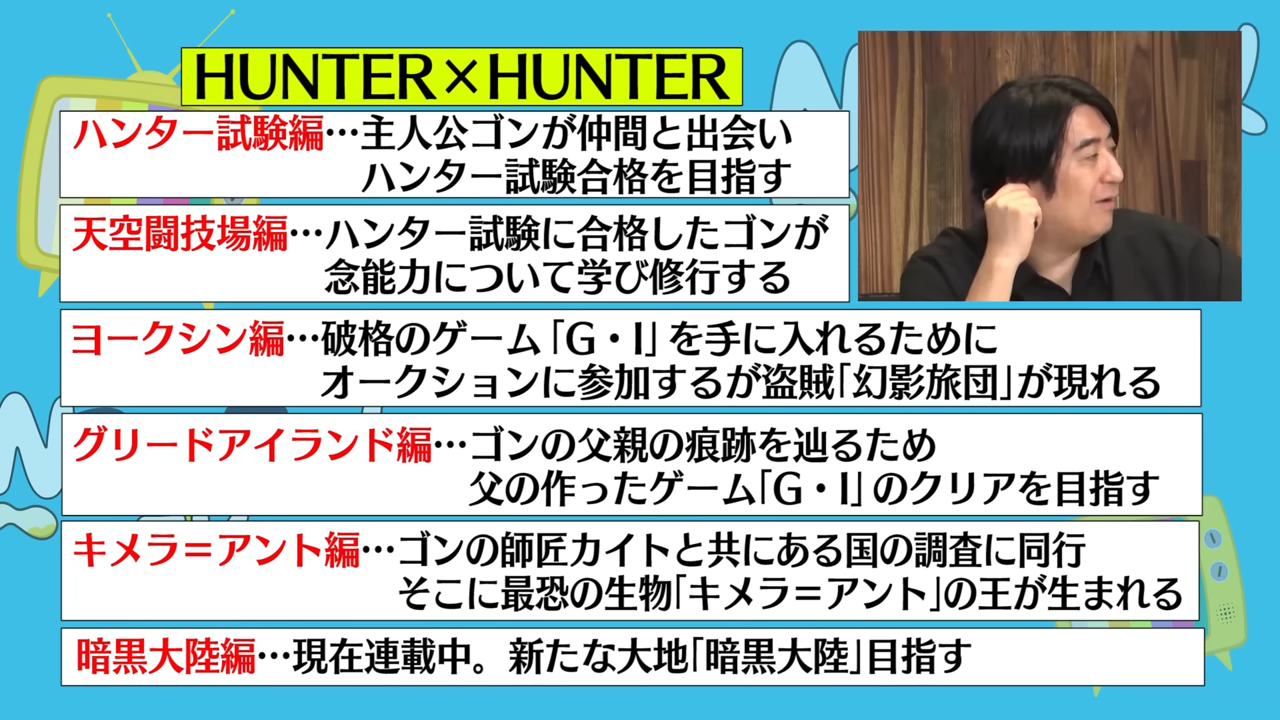 HUNTER×HUNTER
ハンター試験編…主人公ゴンが仲間と出会い
ハンター試験合格を目指す
天空闘技場編…ハンター試験に合格したゴンが
念能力について学び修行する
ヨークシン編…破格のゲーム「G・I」を手に入れるために
オークションに参加するが盗賊「幻影旅団」が現れる
グリードアイランド編…ゴンの父親の痕跡を辿るため
父の作ったゲーム「G・I」のクリアを目指す
キメラ＝アント編…ゴンの師匠カイトと共にある国の調査に同行
そこに最恐の生物「キメラ＝アント」の王が生まれる
暗黒大陸編…現在連載中。新たな大地「暗黒大陸」目指す